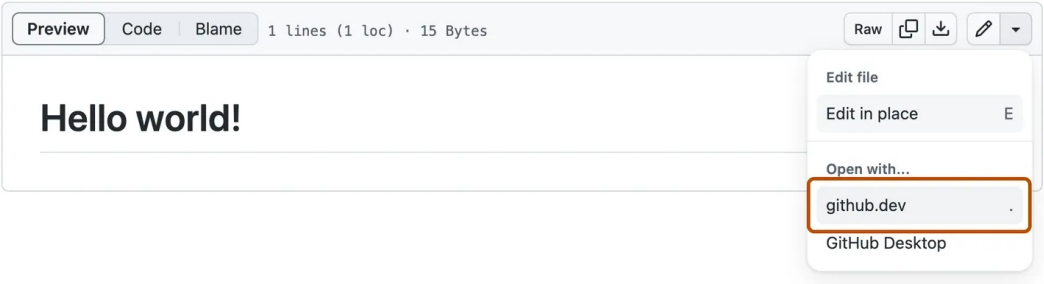 Preview Code Blame 1 lines (1 loc) · 15 Bytes Raw
Edit file
Edit in place E
Hello world!
Open with...
github.dev .
GitHub Desktop